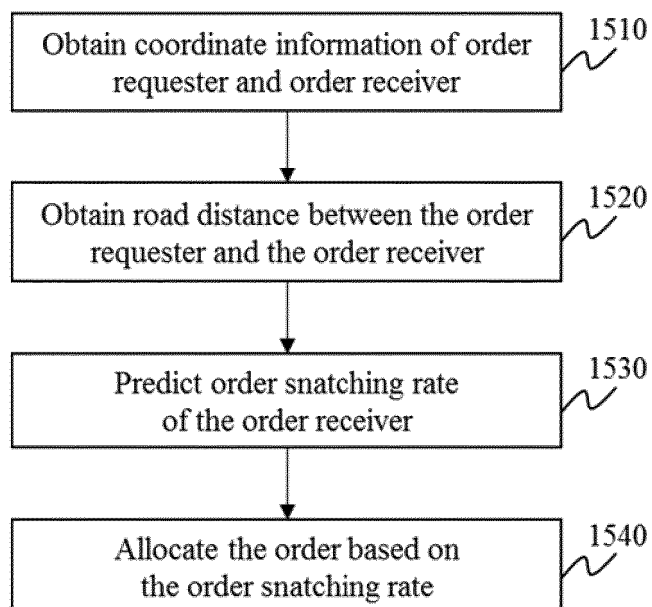 Obtain coordinate information of order
requester and order receiver
1510
Obtain road distance between the order
requester and the order receiver
1520
Predict order snatching rate
of the order receiver
1530
Allocate the order based on
the order snatching rate
1540